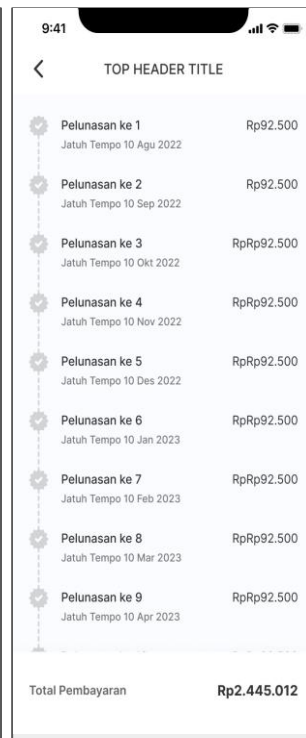 9:41
TOP HEADER TITLE
Pelunasan ke 1 Rp92.500
Jatuh Tempo 10 Agu 2022
Pelunasan ke 2 Rp92.500
Jatuh Tempo 10 Sep 2022
Pelunasan ke 3 RpRp92.500
Jatuh Tempo 10 Okt 2022
Pelunasan ke 4 RpRp92.500
Jatuh Tempo 10 Nov 2022
Pelunasan ke 5 RpRp92.500
Jatuh Tempo 10 Des 2022
Pelunasan ke 6 RpRp92.500
Jatuh Tempo 10 Jan 2023
Pelunasan ke 7 RpRp92.500
Jatuh Tempo 10 Feb 2023
Pelunasan ke 8 RpRp92.500
Jatuh Tempo 10 Mar 2023
Pelunasan ke 9 RpRp92.500
Jatuh Tempo 10 Apr 2023
Total Pembayaran Rp2.445.012